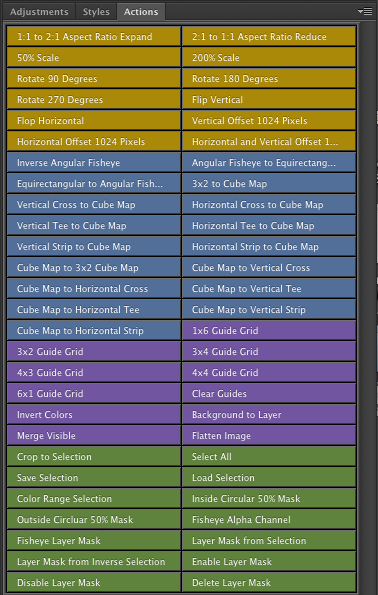 Adjustments Styles Actions
1:1 to 2:1 Aspect Ratio Expand 2:1 to 1:1 Aspect Ratio Reduce
50% Scale 200% Scale
Rotate 90 Degrees Rotate 180 Degrees
Rotate 270 Degrees Flip Vertical
Flop Horizontal Vertical Offset 1024 Pixels
Horizontal Offset 1024 Pixels Horizontal and Vertical Offset 1...
Inverse Angular Fisheye Angular Fisheye to Equirectang...
Equirectangular to Angular Fish... 3x2 to Cube Map
Vertical Cross to Cube Map Horizontal Cross to Cube Map
Vertical Tee to Cube Map Horizontal Tee to Cube Map
Vertical Strip to Cube Map Horizontal Strip to Cube Map
Cube Map to 3x2 Cube Map Cube Map to Vertical Cross
Cube Map to Horizontal Cross Cube Map to Vertical Tee
Cube Map to Horizontal Tee Cube Map to Vertical Strip
Cube Map to Horizontal Strip 1x6 Guide Grid
3x2 Guide Grid 3x4 Guide Grid
4x3 Guide Grid 4x4 Guide Grid
6x1 Guide Grid Clear Guides
Invert Colors Background to Layer
Merge Visible Flatten Image
Crop to Selection Select All
Save Selection Load Selection
Color Range Selection Inside Circular 50% Mask
Outside Circluar 50% Mask Fisheye Alpha Channel
Fisheye Layer Mask Layer Mask from Selection
Layer Mask from Inverse Selection Enable Layer Mask
Disable Layer Mask Delete Layer Mask